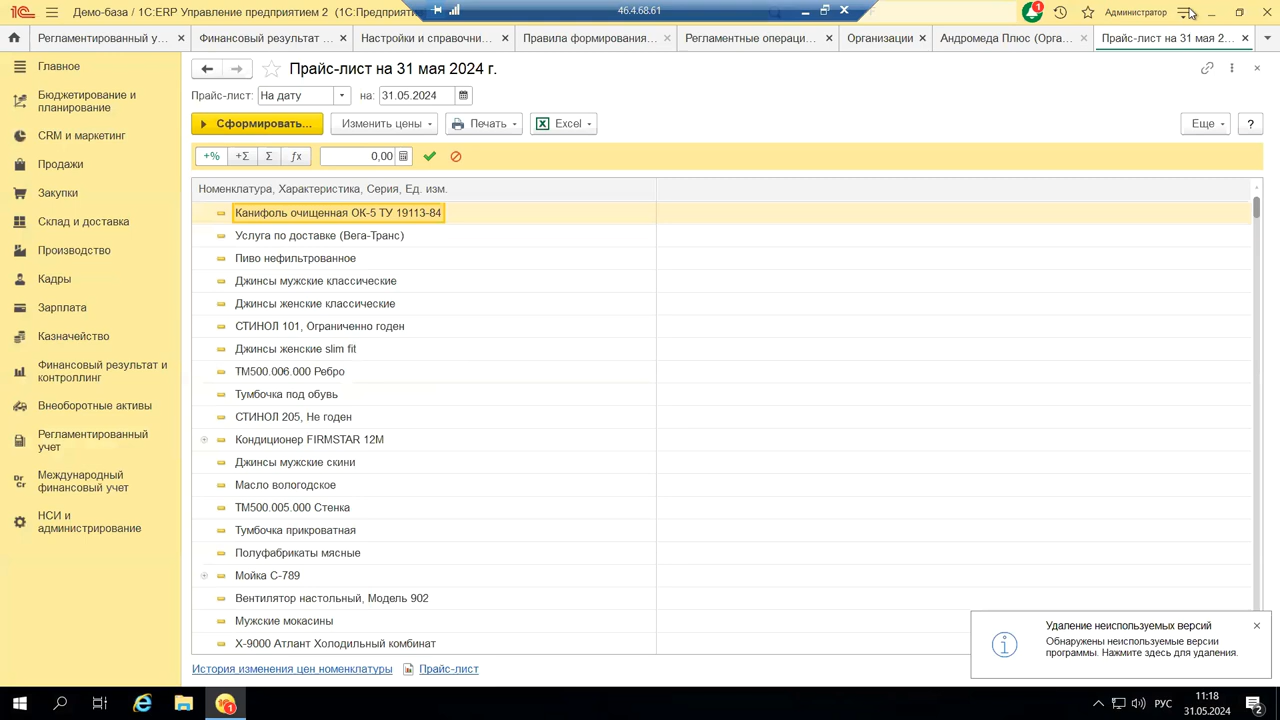 Демо-база / 1С:ERP Управление предприятием 2 (1С:Предприят
46.4.68.61
1
Администратор
Регламентированный у... ×
Финансовый результат ... ×
Настройки и справочни... ×
Правила формирования... ×
Регламентные операци... ×
Организации ×
Андромеда Плюс (Орга... ×
Прайс-лист на 31 мая 2... ×
Главное
Бюджетирование и
планирование
CRM и маркетинг
Продажи
Закупки
Склад и доставка
Производство
Кадры
Зарплата
Казначейство
Финансовый результат и
контроллинг
Внеоборотные активы
Регламентированный
учет
Международный
финансовый учет
НСИ и
администрирование
Прайс-лист на 31 мая 2024 г.
Прайс-лист: На дату на: 31.05.2024
Сформировать... Изменить цены Печать Excel Еще ?
+% +Σ Σ ƒx 0,00
Номенклатура, Характеристика, Серия, Ед. изм.
Канифоль очищенная ОК-5 ТУ 19113-84
Услуга по доставке (Вега-Транс)
Пиво нефильтрованное
Джинсы мужские классические
Джинсы женские классические
СТИНОЛ 101, Ограниченно годен
Джинсы женские slim fit
ТМ500.006.000 Ребро
Тумбочка под обувь
СТИНОЛ 205, Не годен
Кондиционер FIRMSTAR 12М
Джинсы мужские скини
Масло вологодское
ТМ500.005.000 Стенка
Тумбочка прикроватная
Полуфабрикаты мясные
Мойка С-789
Вентилятор настольный, Модель 902
Мужские мокасины
Х-9000 Атлант Холодильный комбинат
История изменения цен номенклатуры Прайс-лист
Удаление неиспользуемых версий
Обнаружены неиспользуемые версии
программы. Нажмите здесь для удаления.
1
РУС
11:18
31.05.2024
2